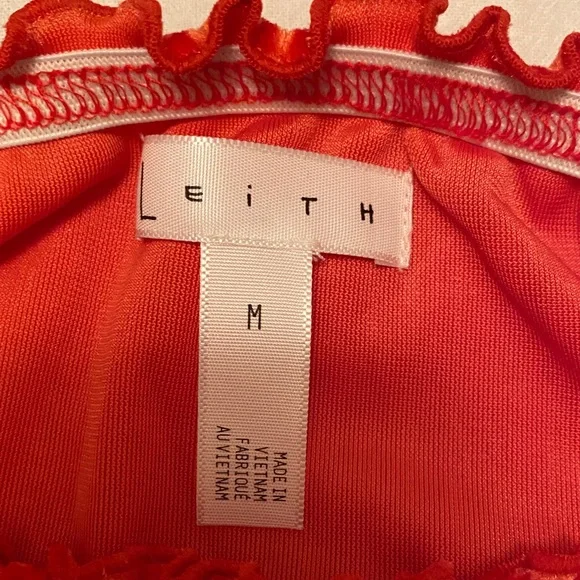 LEiTH
M
MADE IN
VIETNAM
FABRIQUÉ
AU VIETNAM